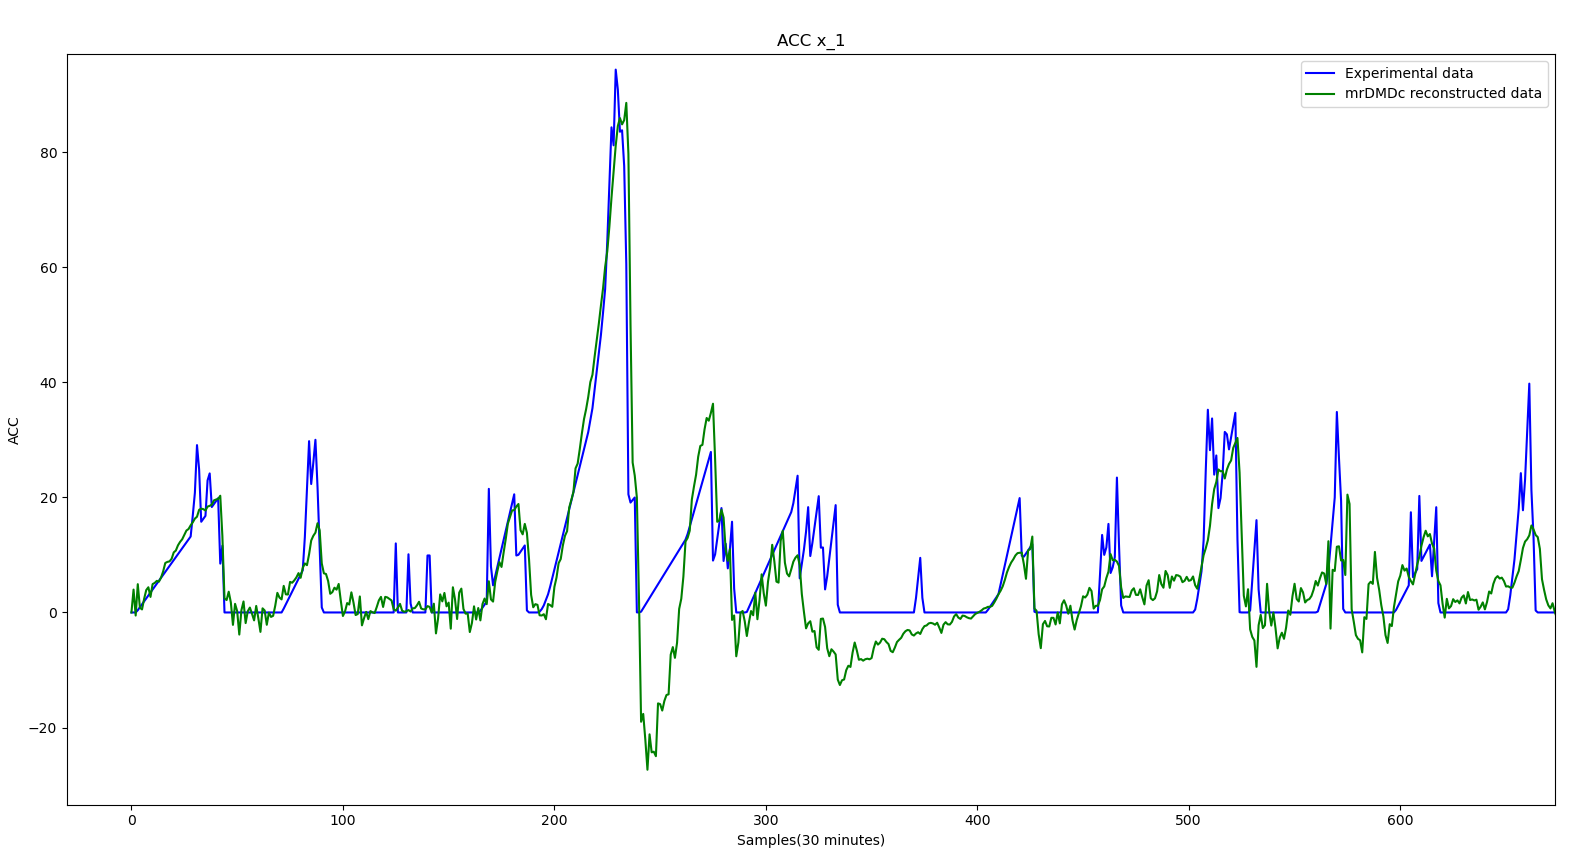 ACC x_1
Experimental data
mrDMDc reconstructed data
80
60
40
20
0
−20
ACC
0 100 200 300 400 500 600
Samples(30 minutes)